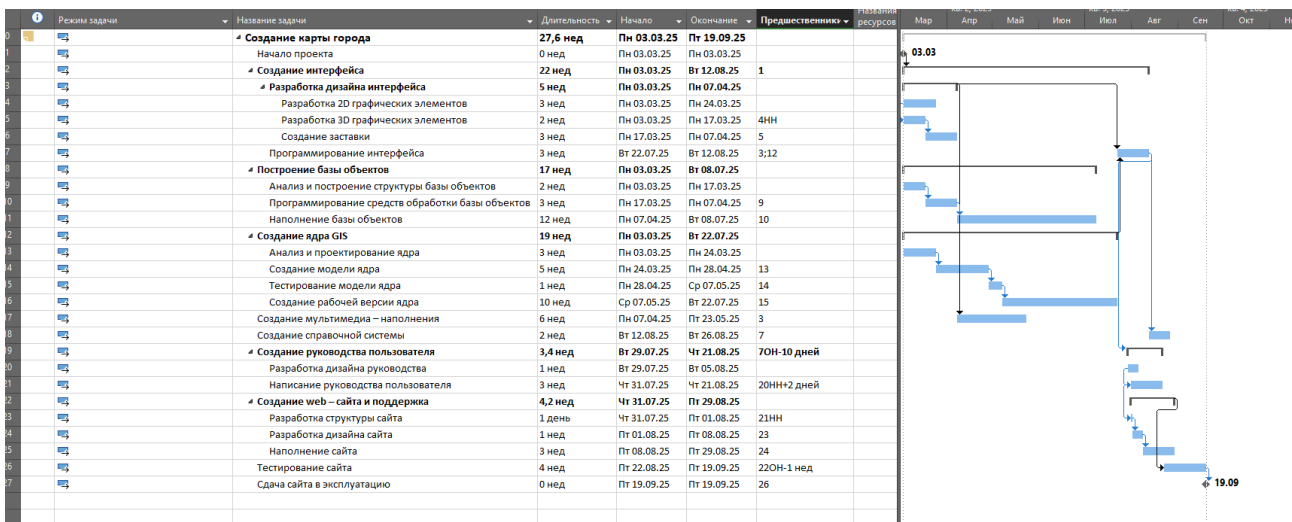 Режим задачи Название задачи Длительность Начало Окончание Предшественники Названия ресурсов Мар Апр Май Июн Июл Авг Сен Окт
Создание карты города 27,6 нед Пн 03.03.25 Пт 19.09.25
Начало проекта 0 нед Пн 03.03.25 Пн 03.03.25 03.03
Создание интерфейса 22 нед Пн 03.03.25 Вт 12.08.25 1
Разработка дизайна интерфейса 5 нед Пн 03.03.25 Пн 07.04.25
Разработка 2D графических элементов 3 нед Пн 03.03.25 Пн 24.03.25
Разработка 3D графических элементов 2 нед Пн 03.03.25 Пн 17.03.25 4НН
Создание заставки 3 нед Пн 17.03.25 Пн 07.04.25 5
Программирование интерфейса 3 нед Вт 22.07.25 Вт 12.08.25 3;12
Построение базы объектов 17 нед Пн 03.03.25 Вт 08.07.25
Анализ и построение структуры базы объектов 2 нед Пн 03.03.25 Пн 17.03.25
Программирование средств обработки базы объектов 3 нед Пн 17.03.25 Пн 07.04.25 9
Наполнение базы объектов 12 нед Пн 07.04.25 Вт 08.07.25 10
Создание ядра GIS 19 нед Пн 03.03.25 Вт 22.07.25
Анализ и проектирование ядра 3 нед Пн 03.03.25 Пн 24.03.25
Создание модели ядра 5 нед Пн 24.03.25 Пн 28.04.25 13
Тестирование модели ядра 1 нед Пн 28.04.25 Ср 07.05.25 14
Создание рабочей версии ядра 10 нед Ср 07.05.25 Вт 22.07.25 15
Создание мультимедиа – наполнения 6 нед Пн 07.04.25 Пт 23.05.25 3
Создание справочной системы 2 нед Вт 12.08.25 Вт 26.08.25 7
Создание руководства пользователя 3,4 нед Вт 29.07.25 Чт 21.08.25 7ОН-10 дней
Разработка дизайна руководства 1 нед Вт 29.07.25 Вт 05.08.25
Написание руководства пользователя 3 нед Чт 31.07.25 Чт 21.08.25 20НН+2 дней
Создание web – сайта и поддержка 4,2 нед Чт 31.07.25 Пт 29.08.25
Разработка структуры сайта 1 день Чт 31.07.25 Пт 01.08.25 21НН
Разработка дизайна сайта 1 нед Пт 01.08.25 Пт 08.08.25 23
Наполнение сайта 3 нед Пт 08.08.25 Пт 29.08.25 24
Тестирование сайта 4 нед Пт 22.08.25 Пт 19.09.25 22ОН-1 нед
Сдача сайта в эксплуатацию 0 нед Пт 19.09.25 Пт 19.09.25 26 19.09